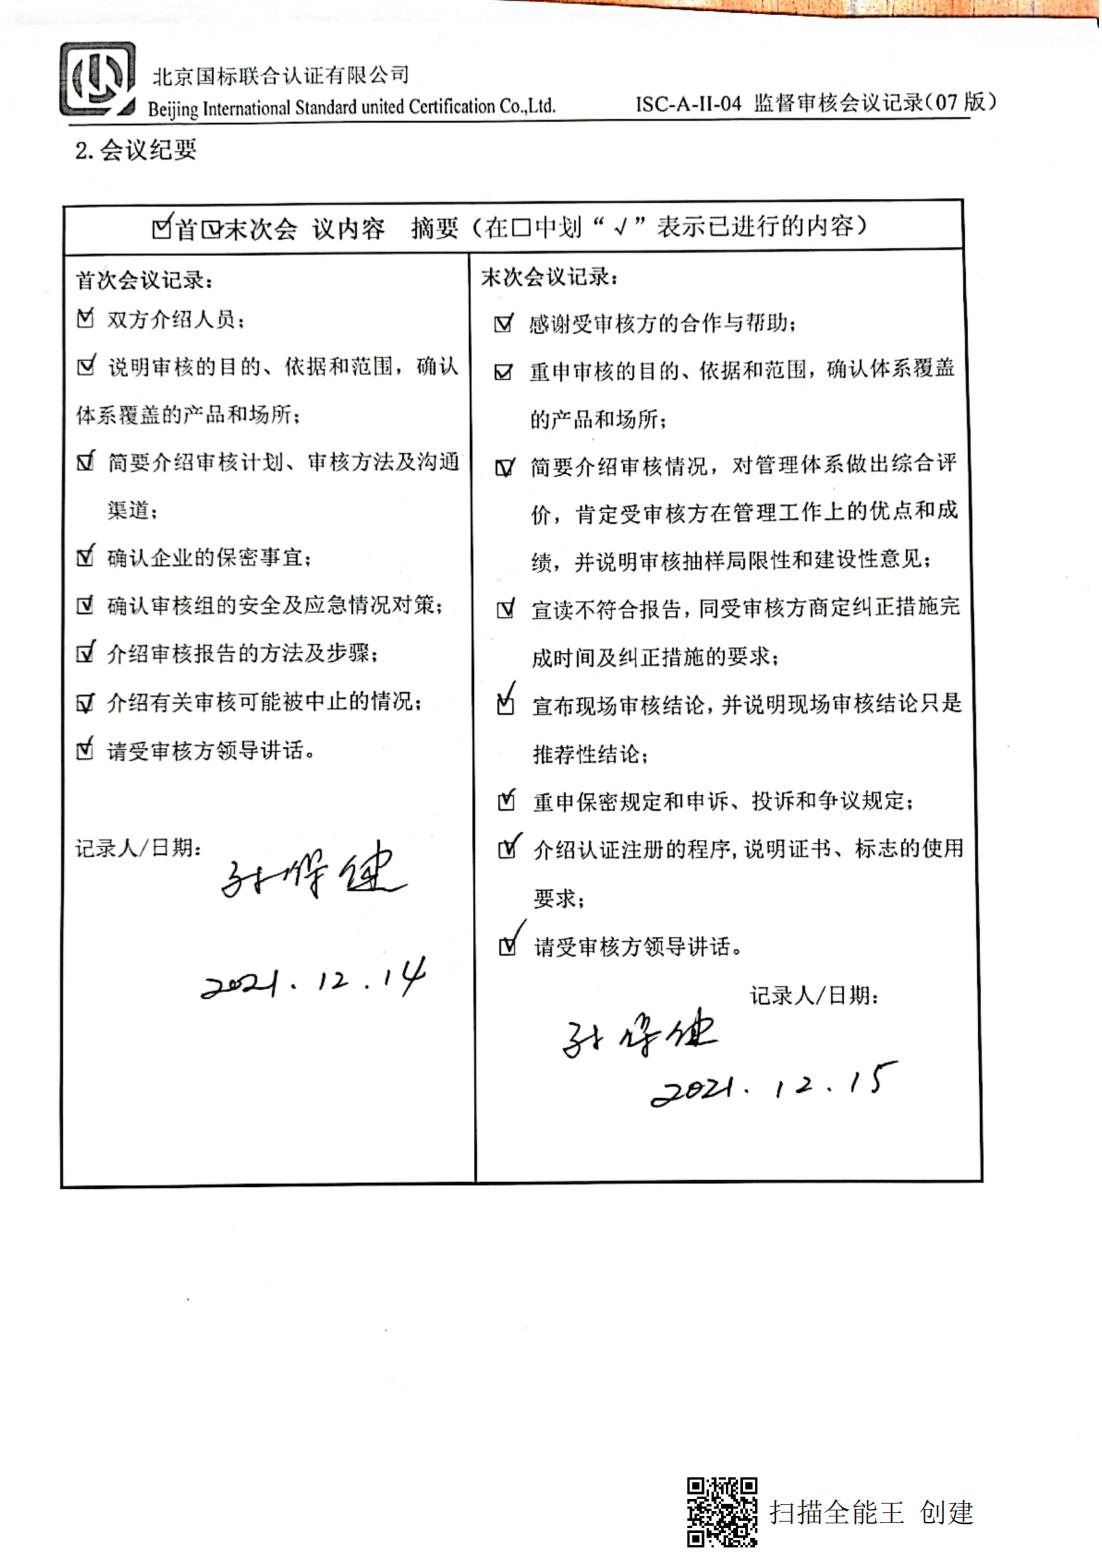 北京国标联合认证有限公司
Beijing International Standard united Certification Co.,Ltd.
ISC-A-II-04 监督审核会议记录(07 版)
2.会议纪要
☑首☑末次会 议内容 摘要（在□中划“√”表示已进行的内容）
首次会议记录:
☑ 双方介绍人员;
☑ 说明审核的目的、依据和范围，确认
体系覆盖的产品和场所;
☑ 简要介绍审核计划、审核方法及沟通
渠道;
☑ 确认企业的保密事宜;
☑ 确认审核组的安全及应急情况对策;
☑ 介绍审核报告的方法及步骤;
☑ 介绍有关审核可能被中止的情况;
☑ 请受审核方领导讲话。
记录人/日期:
孙保健
2021.12.14
末次会议记录:
☑ 感谢受审核方的合作与帮助;
☑ 重申审核的目的、依据和范围，确认体系覆盖
的产品和场所;
☑ 简要介绍审核情况，对管理体系做出综合评
价，肯定受审核方在管理工作上的优点和成
绩，并说明审核抽样局限性和建设性意见;
☑ 宣读不符合报告，同受审核方商定纠正措施完
成时间及纠正措施的要求;
☑ 宣布现场审核结论，并说明现场审核结论只是
推荐性结论;
☑ 重申保密规定和申诉、投诉和争议规定;
☑ 介绍认证注册的程序,说明证书、标志的使用
要求;
☑ 请受审核方领导讲话。
记录人/日期:
孙保健
2021.12.15
扫描全能王 创建